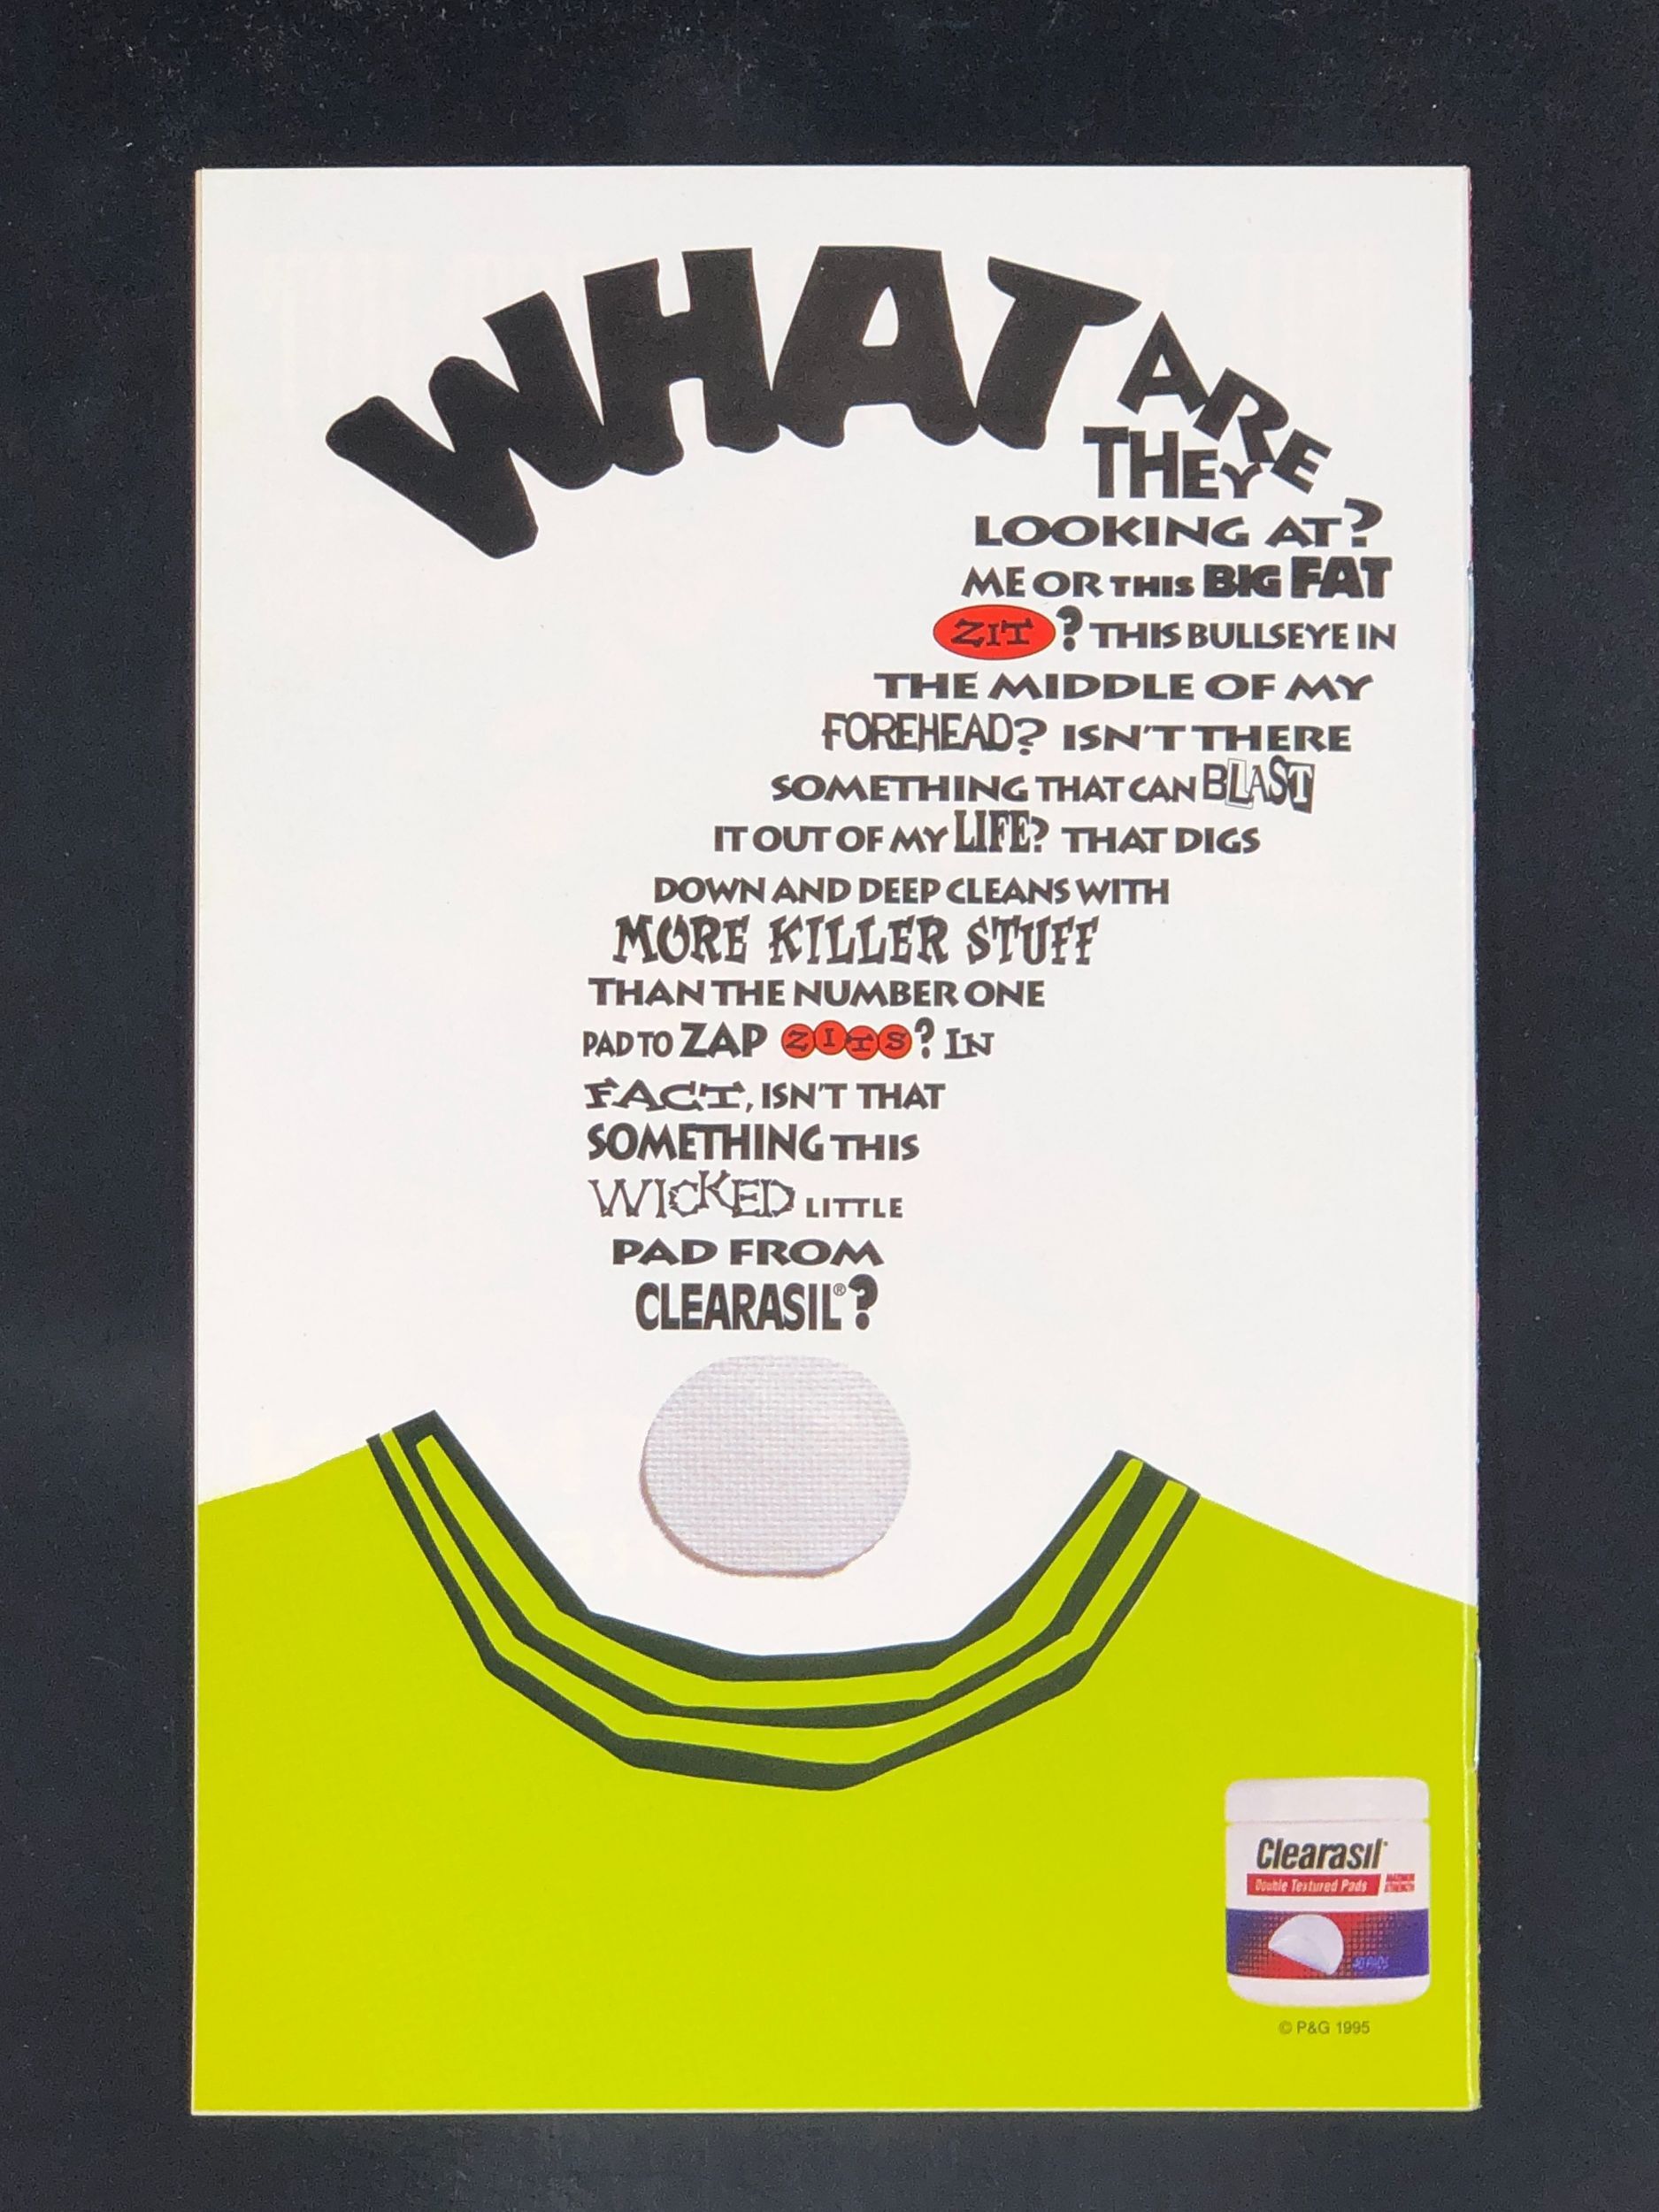 WHAT ARE
THEY
LOOKING AT?
ME OR THIS BIG FAT
ZIT? THIS BULLSEYE IN
THE MIDDLE OF MY
FOREHEAD? ISN'T THERE
SOMETHING THAT CAN BLAST
IT OUT OF MY LIFE? THAT DIGS
DOWN AND DEEP CLEANS WITH
MORE KILLER STUFF
THAN THE NUMBER ONE
PAD TO ZAP ZITS? IN
FACT, ISN'T THAT
SOMETHING THIS
WICKED LITTLE
PAD FROM
CLEARASIL®?
Clearasil
Double Textured Pads
40 PADS
© P&G 1995